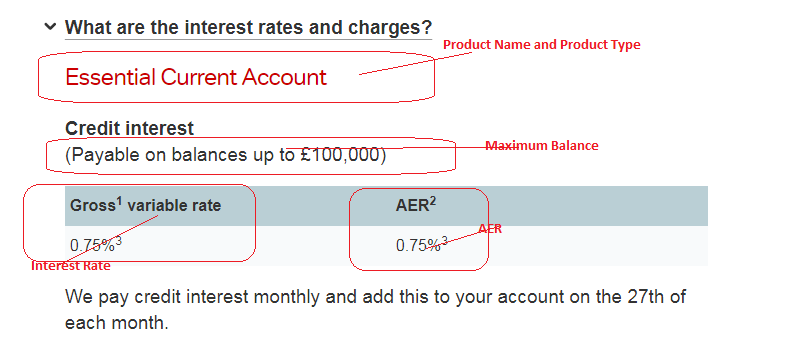 What are the interest rates and charges?
Product Name and Product Type
Essential Current Account
Credit interest
(Payable on balances up to £100,000)
Maximum Balance
Gross¹ variable rate AER²
0.75%³ 0.75%³
AER
Interest Rate
We pay credit interest monthly and add this to your account on the 27th of
each month.